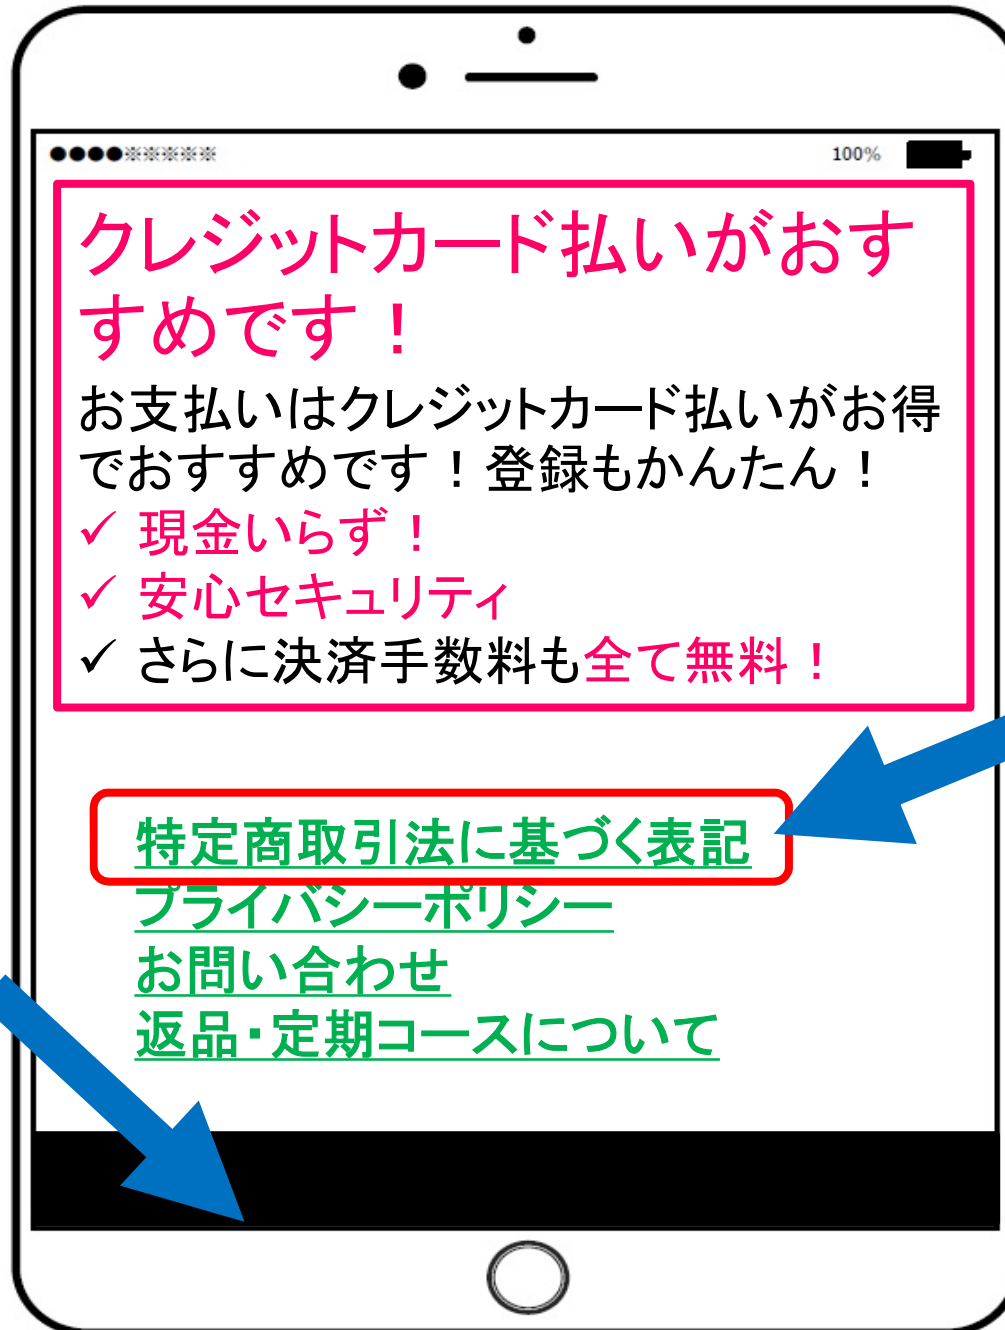 ●●●●※※※※※ 100%
クレジットカード払いがおす
すめです！
お支払いはクレジットカード払いがお得
でおすすめです！登録もかんたん！
✓ 現金いらず！
✓ 安心セキュリティ
✓ さらに決済手数料も全て無料！
特定商取引法に基づく表記
プライバシーポリシー
お問い合わせ
返品・定期コースについて